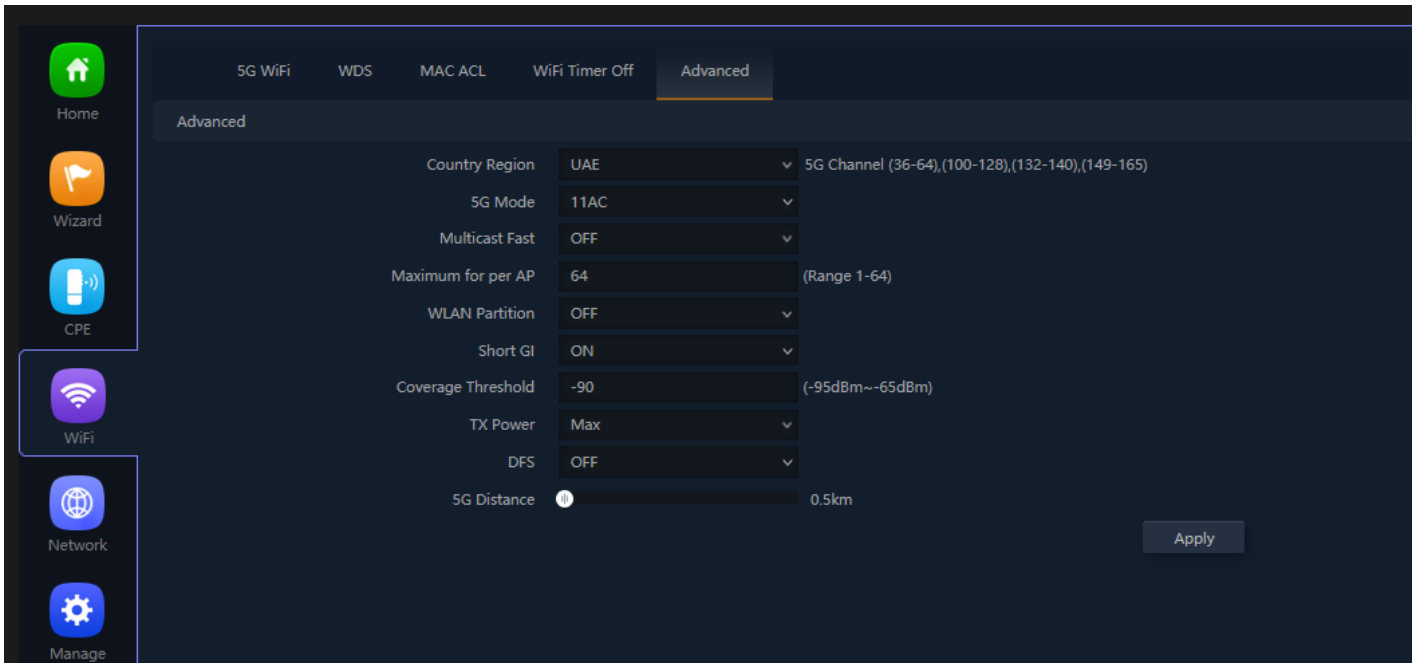 Home
Wizard
CPE
WiFi
Network
Manage
5G WiFi WDS MAC ACL WiFi Timer Off Advanced
Advanced
Country Region UAE 5G Channel (36-64),(100-128),(132-140),(149-165)
5G Mode 11AC
Multicast Fast OFF
Maximum for per AP 64 (Range 1-64)
WLAN Partition OFF
Short GI ON
Coverage Threshold -90 (-95dBm~-65dBm)
TX Power Max
DFS OFF
5G Distance 0.5km
Apply